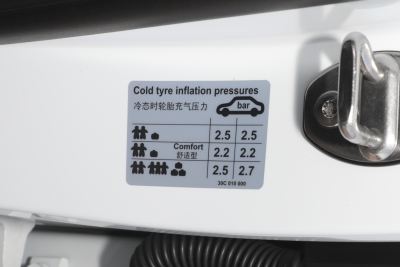 Cold tyre inflation pressures
冷态时轮胎充气压力 bar
2.5 2.5
Comfort
舒适型 2.2 2.2
2.5 2.7
30C 010 000